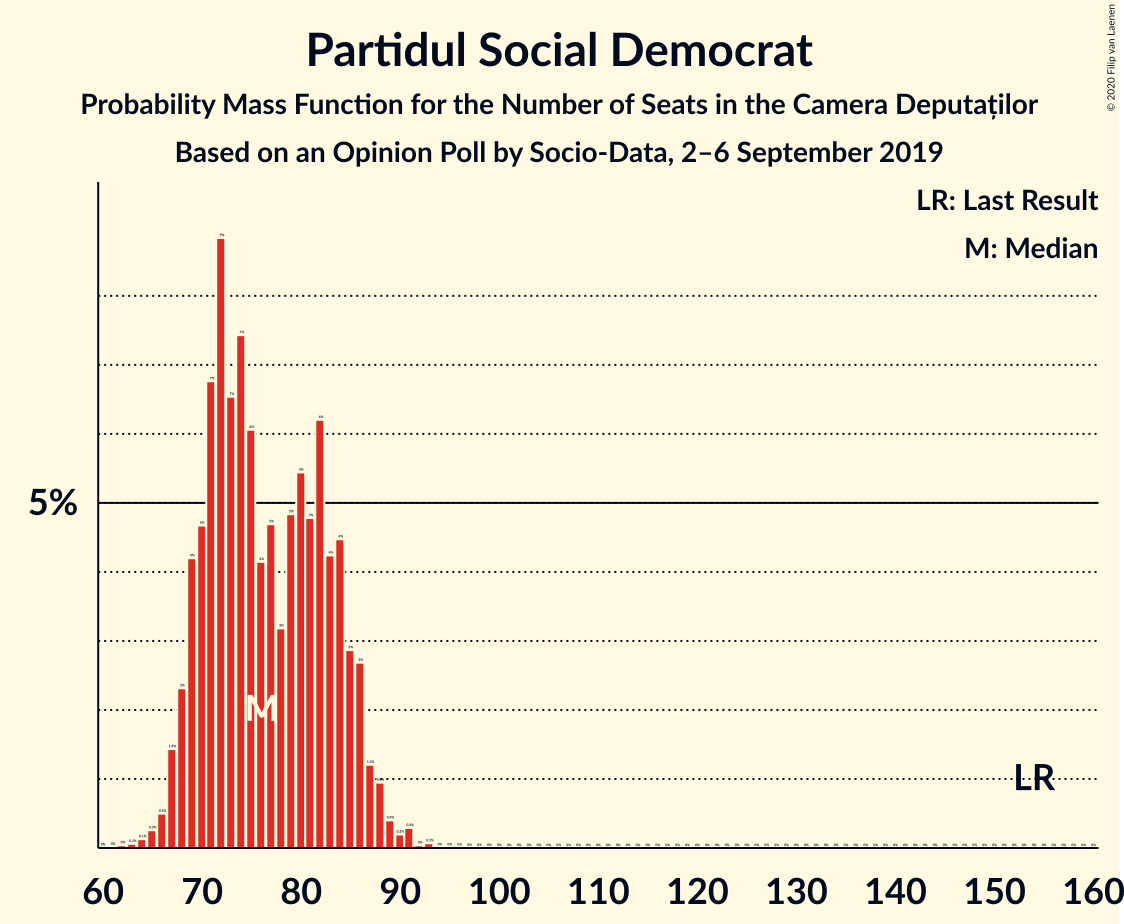 Partidul Social Democrat
Probability Mass Function for the Number of Seats in the Camera Deputaților
Based on an Opinion Poll by Socio-Data, 2–6 September 2019
© 2020 Filip van Laenen
LR: Last Result
M: Median
5%
M
LR
60 70 80 90 100 110 120 130 140 150 160